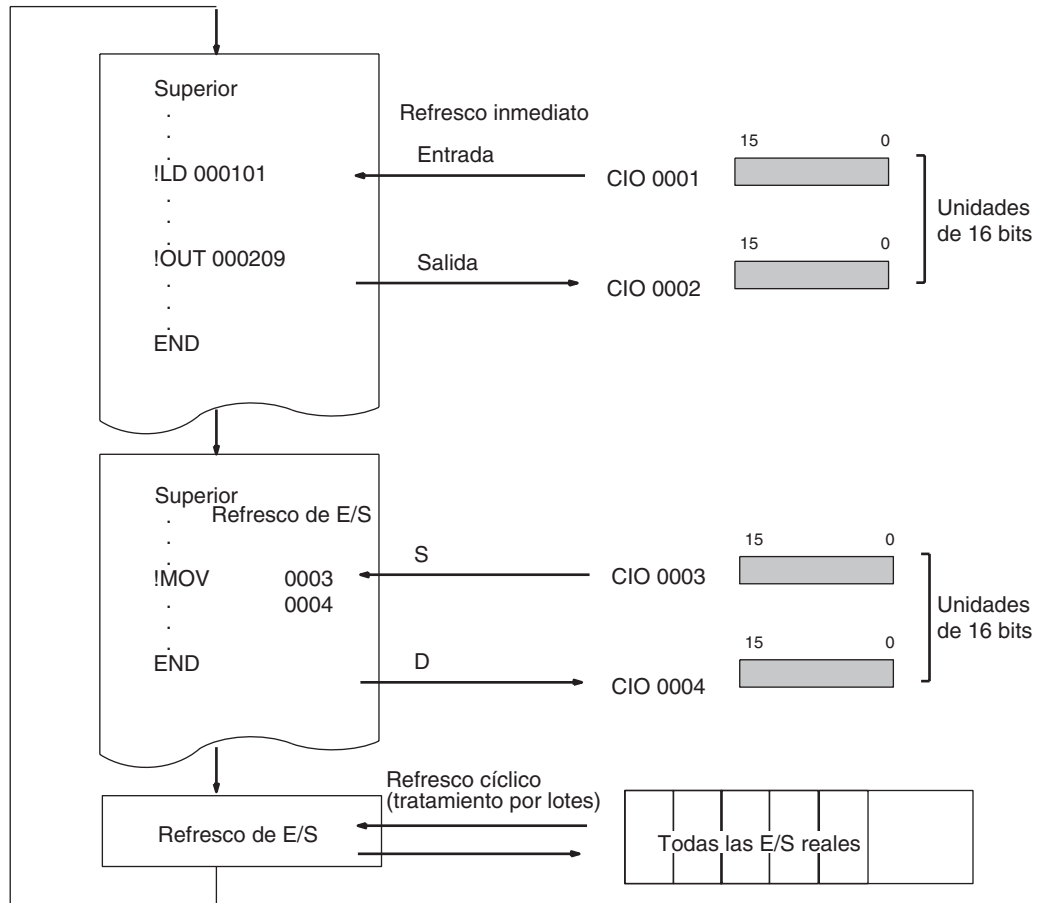 Superior
.
.
!LD 000101
.
.
.
!OUT 000209
.
.
.
END
Refresco inmediato
Entrada
Salida
CIO 0001
15 0
CIO 0002
15 0
Unidades
de 16 bits
Superior
Refresco de E/S
.
.
.
!MOV 0003
0004
.
.
.
END
S
D
CIO 0003
15 0
CIO 0004
15 0
Unidades
de 16 bits
Refresco cíclico
(tratamiento por lotes)
Refresco de E/S
Todas las E/S reales